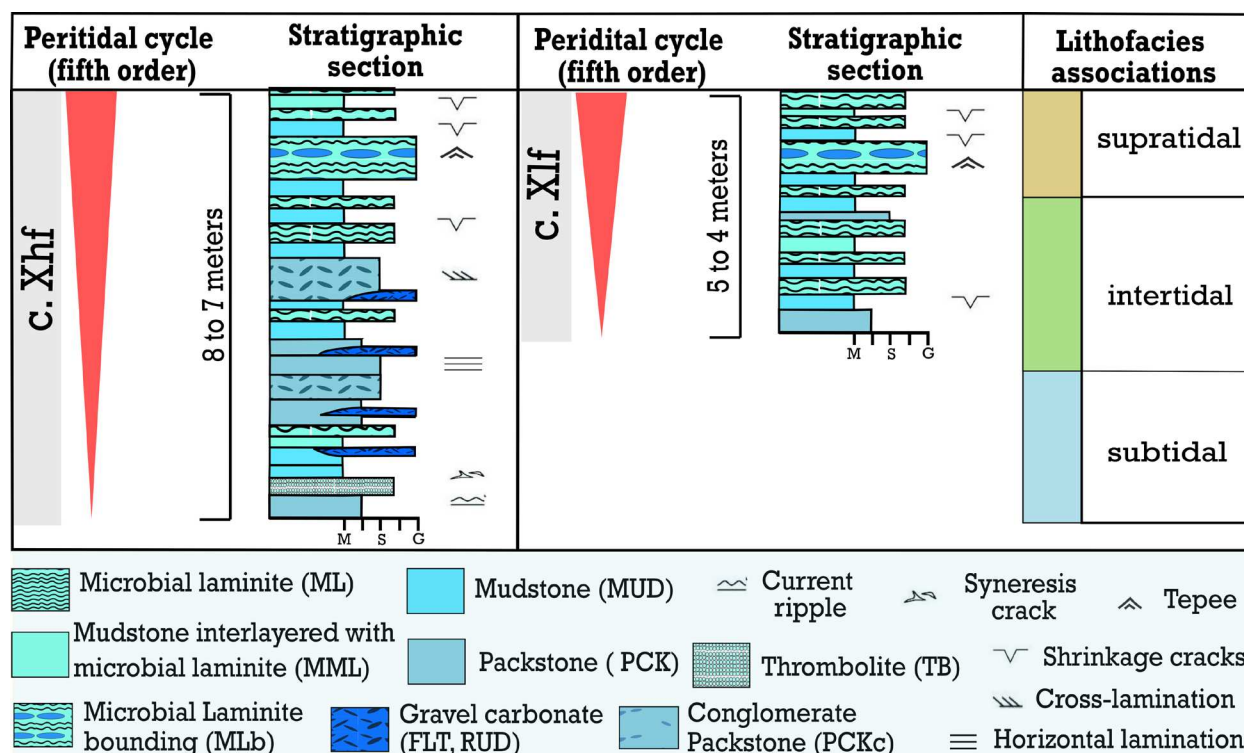 Peritidal cycle
(fifth order)
Stratigraphic
section
Peridital cycle
(fifth order)
Stratigraphic
section
Lithofacies
associations
c. Xhf
8 to 7 meters
M S G
c. Xlf
5 to 4 meters
M S G
supratidal
intertidal
subtidal
Microbial laminite (ML)
Mudstone (MUD)
Current
ripple
Syneresis
crack
Tepee
Mudstone interlayered with
microbial laminite (MML)
Packstone ( PCK)
Thrombolite (TB)
Shrinkage cracks
Cross-lamination
Microbial Laminite
bounding (MLb)
Gravel carbonate
(FLT, RUD)
Conglomerate
Packstone (PCKc)
Horizontal lamination